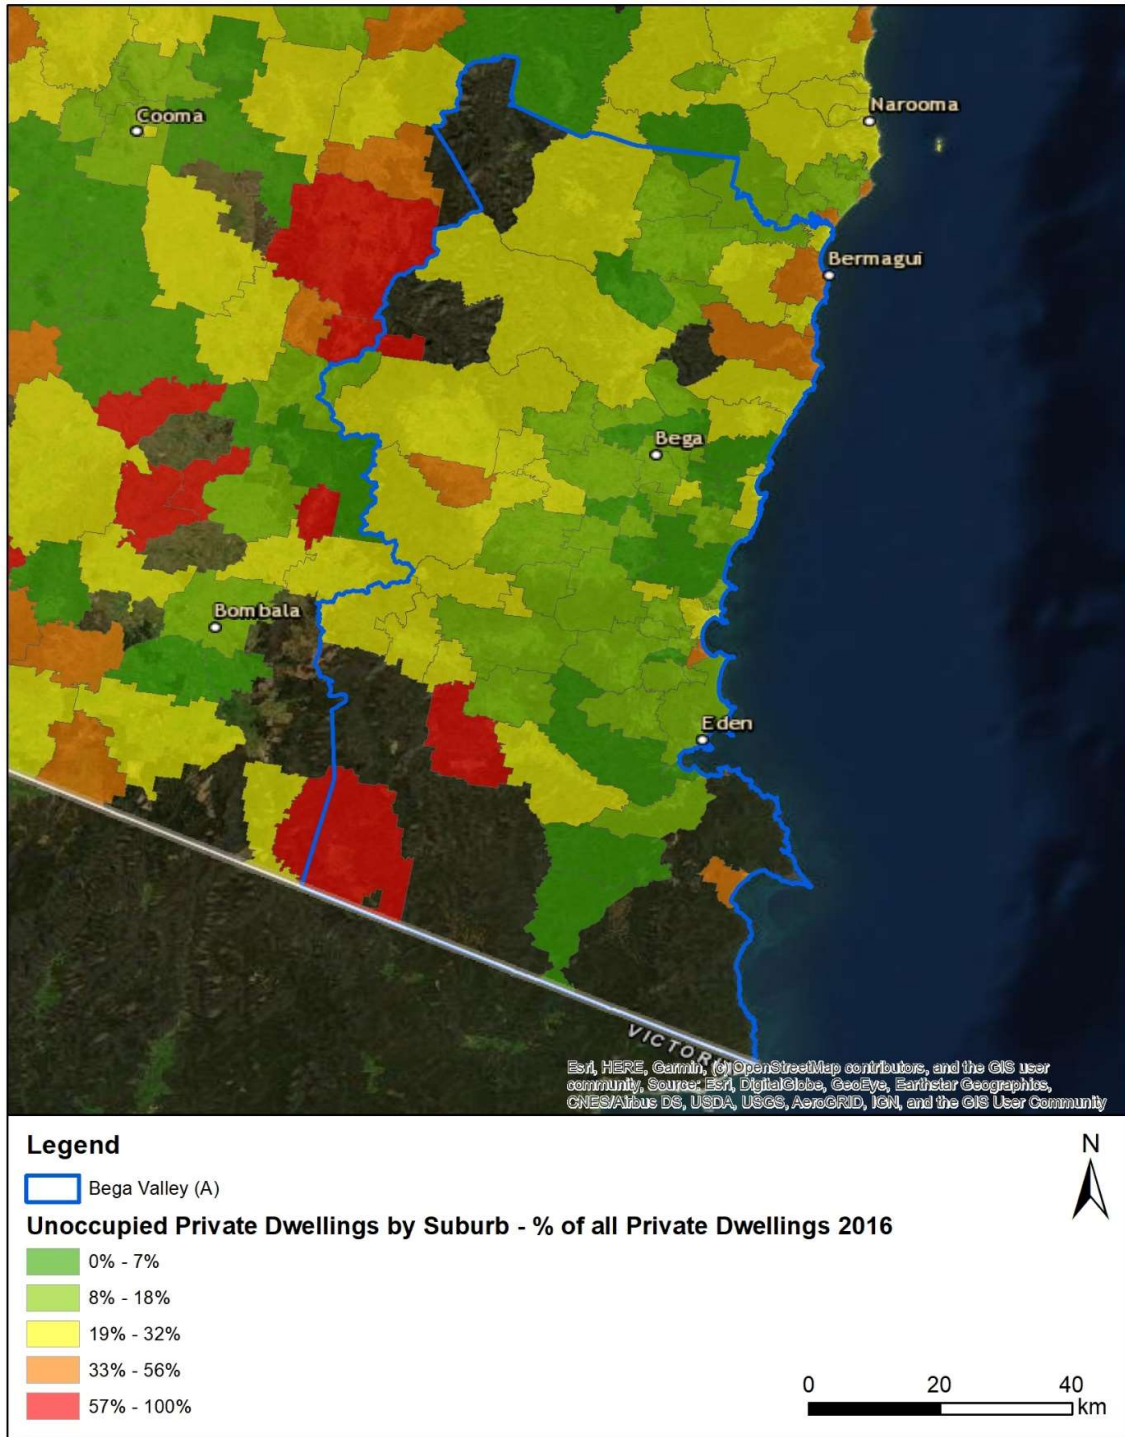 Cooma
Narooma
Bermagui
Bega
Bombala
Eden
VICTORI
Esri, HERE, Garmin, (c) OpenStreetMap contributors, and the GIS user
community, Source: Esri, DigitalGlobe, GeoEye, Earthstar Geographics,
CNES/Airbus DS, USDA, USGS, AeroGRID, IGN, and the GIS User Community
Legend
N
Bega Valley (A)
Unoccupied Private Dwellings by Suburb - % of all Private Dwellings 2016
0% - 7%
8% - 18%
19% - 32%
33% - 56%
57% - 100%
0 20 40
km